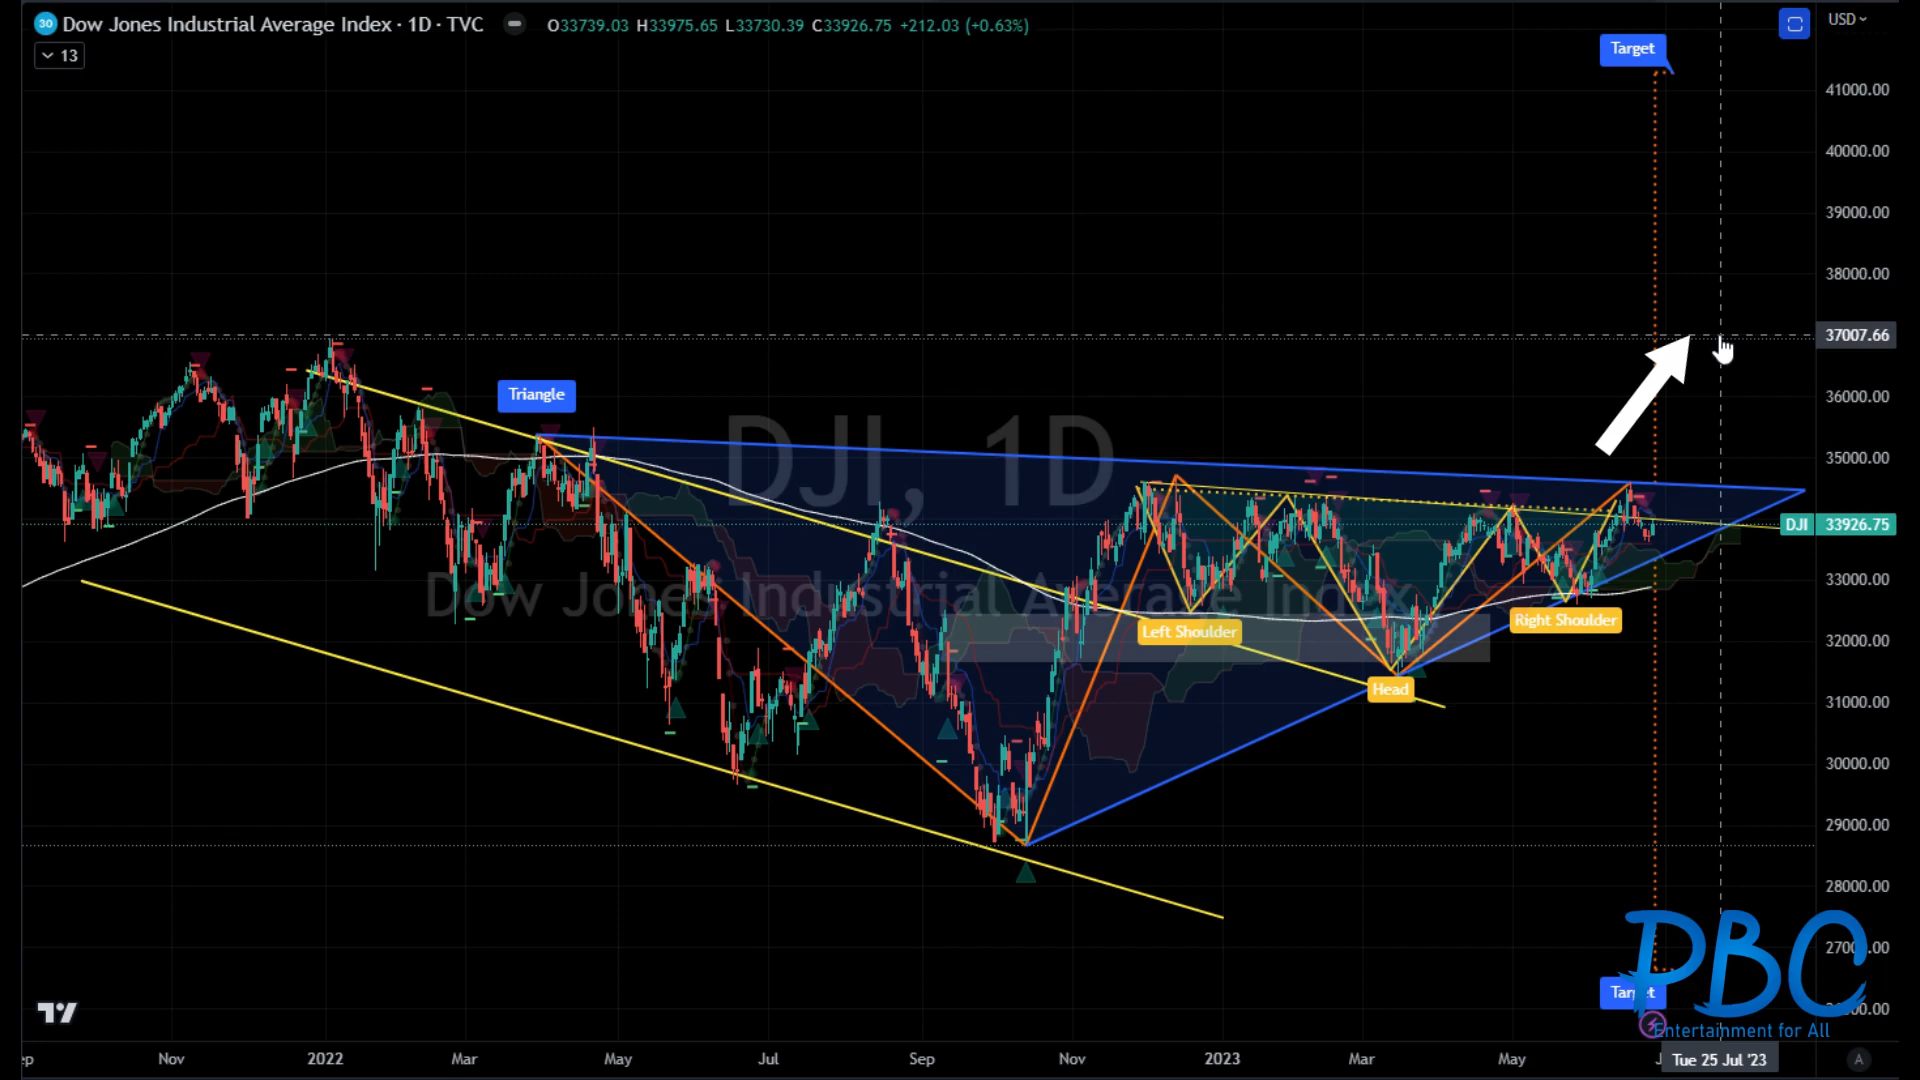 30 Dow Jones Industrial Average Index · 1D · TVC O33739.03 H33975.65 L33730.39 C33926.75 +212.03 (+0.63%)
USD
13
Target
41000.00
40000.00
39000.00
38000.00
37007.66
36000.00
Triangle
DJI, 1D
35000.00
DJI 33926.75
33000.00
Dow Jones Industrial Average Index
Left Shoulder
Right Shoulder
32000.00
Head
31000.00
30000.00
29000.00
28000.00
PBC
Entertainment for All
Nov 2022 Mar May Jul Sep Nov 2023 Mar May Tue 25 Jul '23 A